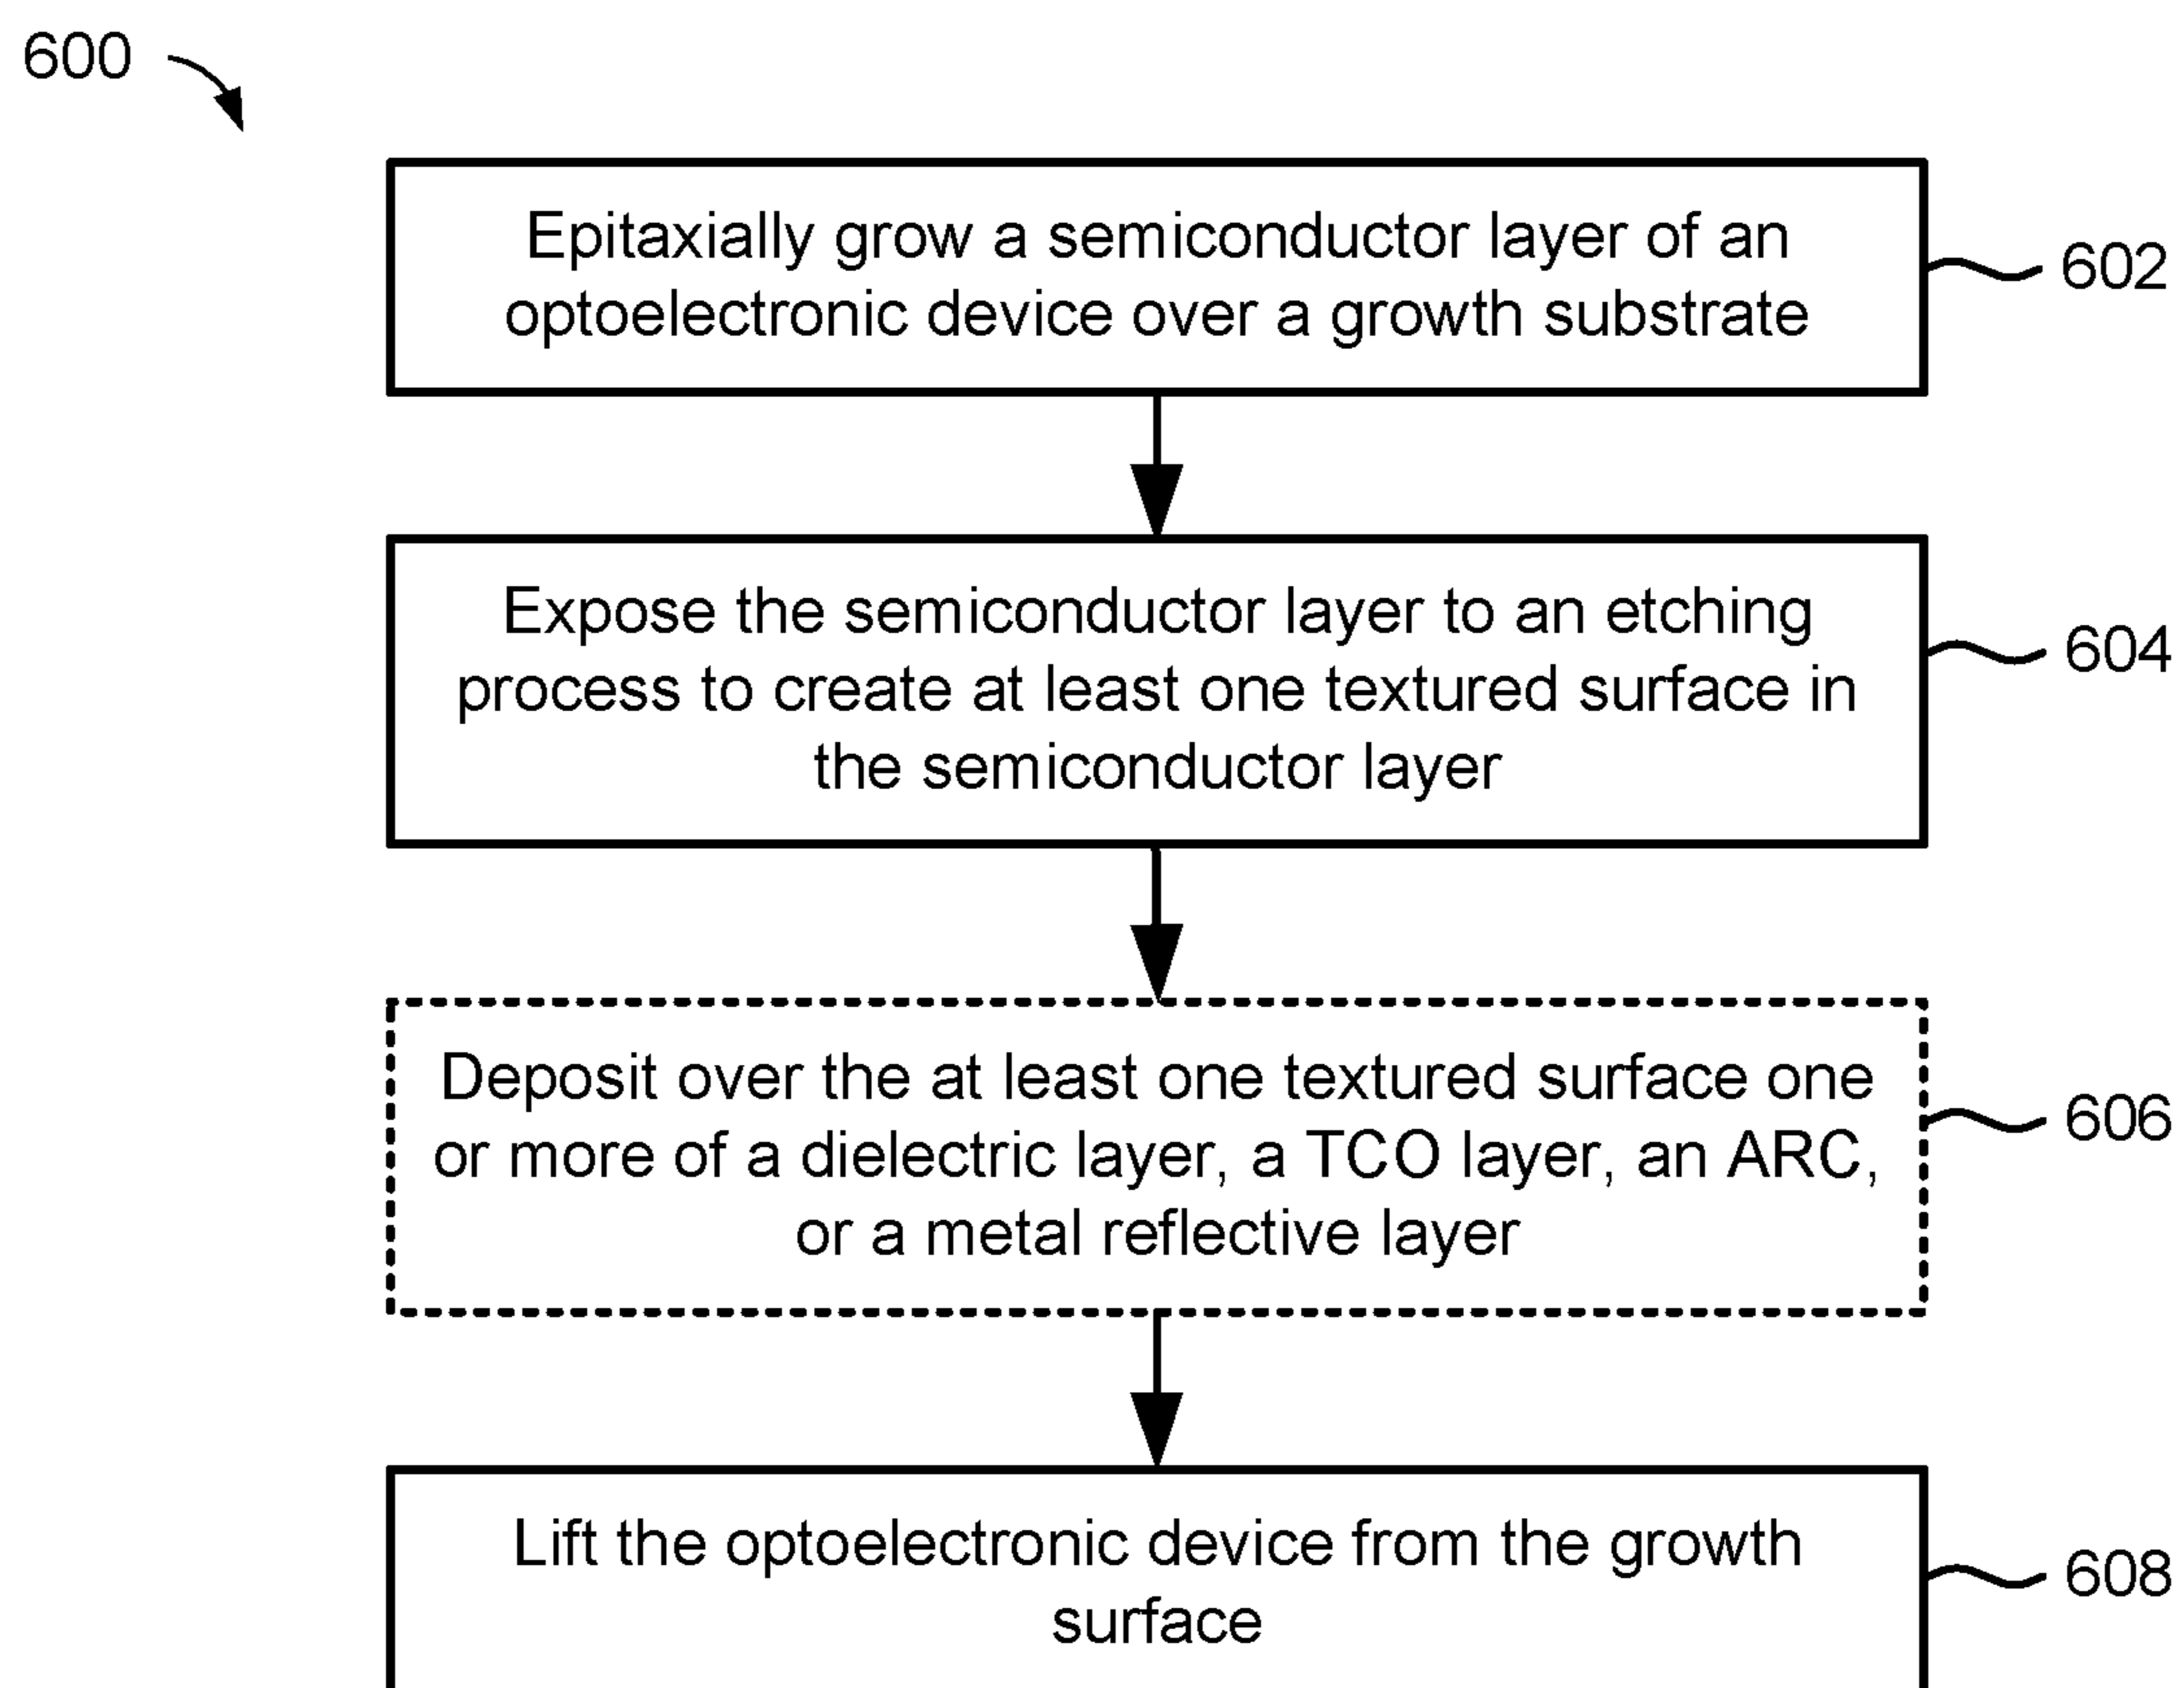 600
Epitaxially grow a semiconductor layer of an
optoelectronic device over a growth substrate
602
Expose the semiconductor layer to an etching
process to create at least one textured surface in
the semiconductor layer
604
Deposit over the at least one textured surface one
or more of a dielectric layer, a TCO layer, an ARC,
or a metal reflective layer
606
Lift the optoelectronic device from the growth
surface
608